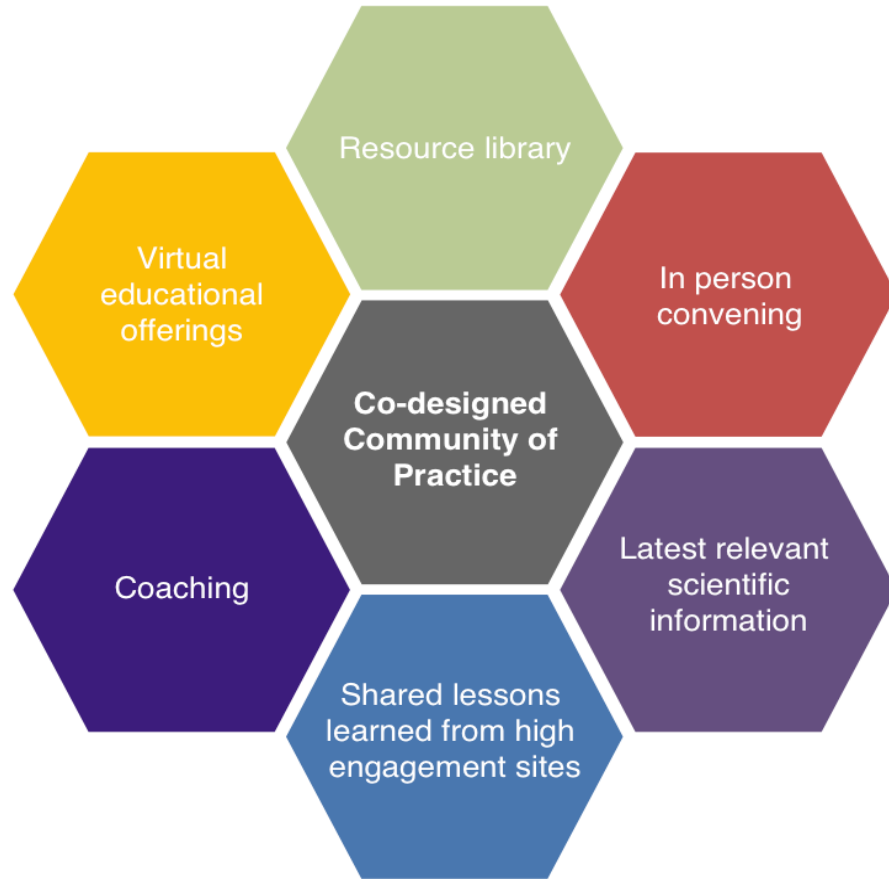 Resource library
Virtual
educational
offerings
In person
convening
Co-designed
Community of
Practice
Coaching
Latest relevant
scientific
information
Shared lessons
learned from high
engagement sites